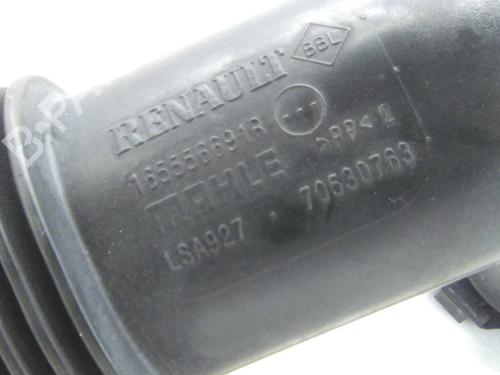 BBL
RENAULT
165556691R ---
MAHLE >PP< 2
LSA927 · 70530763
B-P